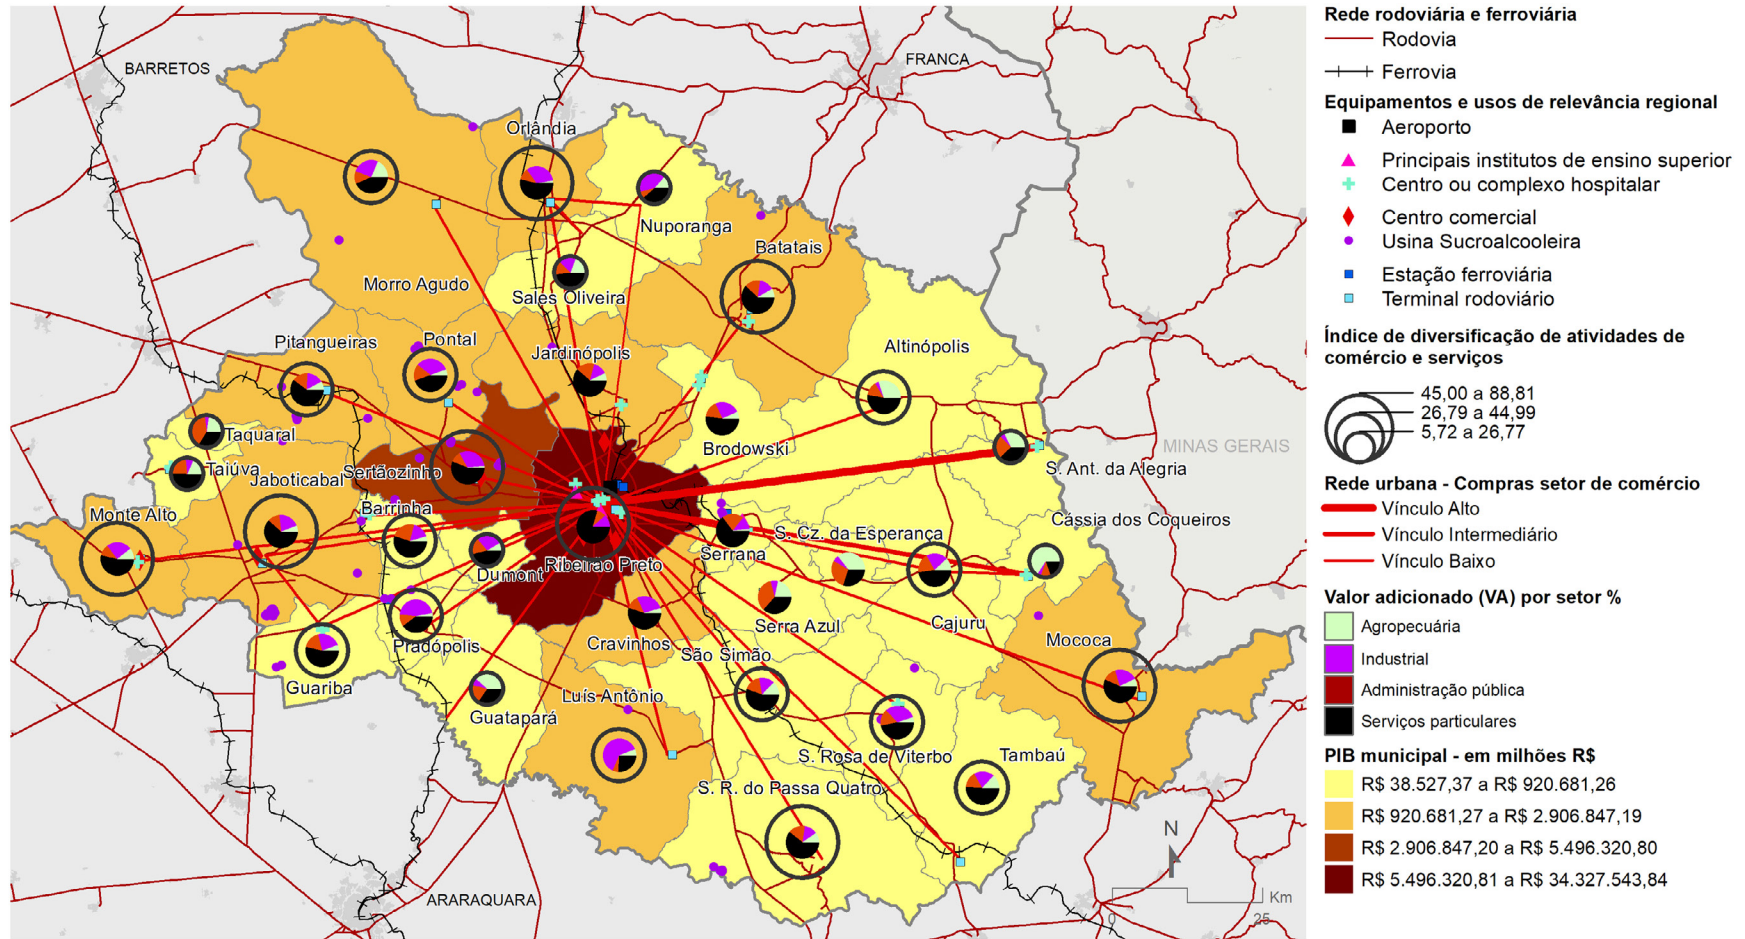 BARRETOS
FRANCA
Orlândia
Nuporanga
Batatais
Morro Agudo
Sales Oliveira
Pitangueiras
Pontal
Jardinópolis
Altinópolis
Taquaral
Brodowski
MINAS GERAIS
Taiúva
Jaboticabal
Sertãozinho
S. Ant. da Alegria
Monte Alto
Barrinha
Cássia dos Coqueiros
S. Cz. da Esperança
Serrana
Dumont
Ribeirão Preto
Serra Azul
Cajuru
Mococa
Pradópolis
Cravinhos
São Simão
Guariba
Luís Antônio
Guatapará
S. Rosa de Viterbo
Tambaú
S. R. do Passa Quatro
ARARAQUARA
N
Km
0
25
Rede rodoviária e ferroviária
Rodovia
Ferrovia
Equipamentos e usos de relevância regional
Aeroporto
Principais institutos de ensino superior
Centro ou complexo hospitalar
Centro comercial
Usina Sucroalcooleira
Estação ferroviária
Terminal rodoviário
Índice de diversificação de atividades de
comércio e serviços
45,00 a 88,81
26,79 a 44,99
5,72 a 26,77
Rede urbana - Compras setor de comércio
Vínculo Alto
Vínculo Intermediário
Vínculo Baixo
Valor adicionado (VA) por setor %
Agropecuária
Industrial
Administração pública
Serviços particulares
PIB municipal - em milhões R$
R$ 38.527,37 a R$ 920.681,26
R$ 920.681,27 a R$ 2.906.847,19
R$ 2.906.847,20 a R$ 5.496.320,80
R$ 5.496.320,81 a R$ 34.327.543,84